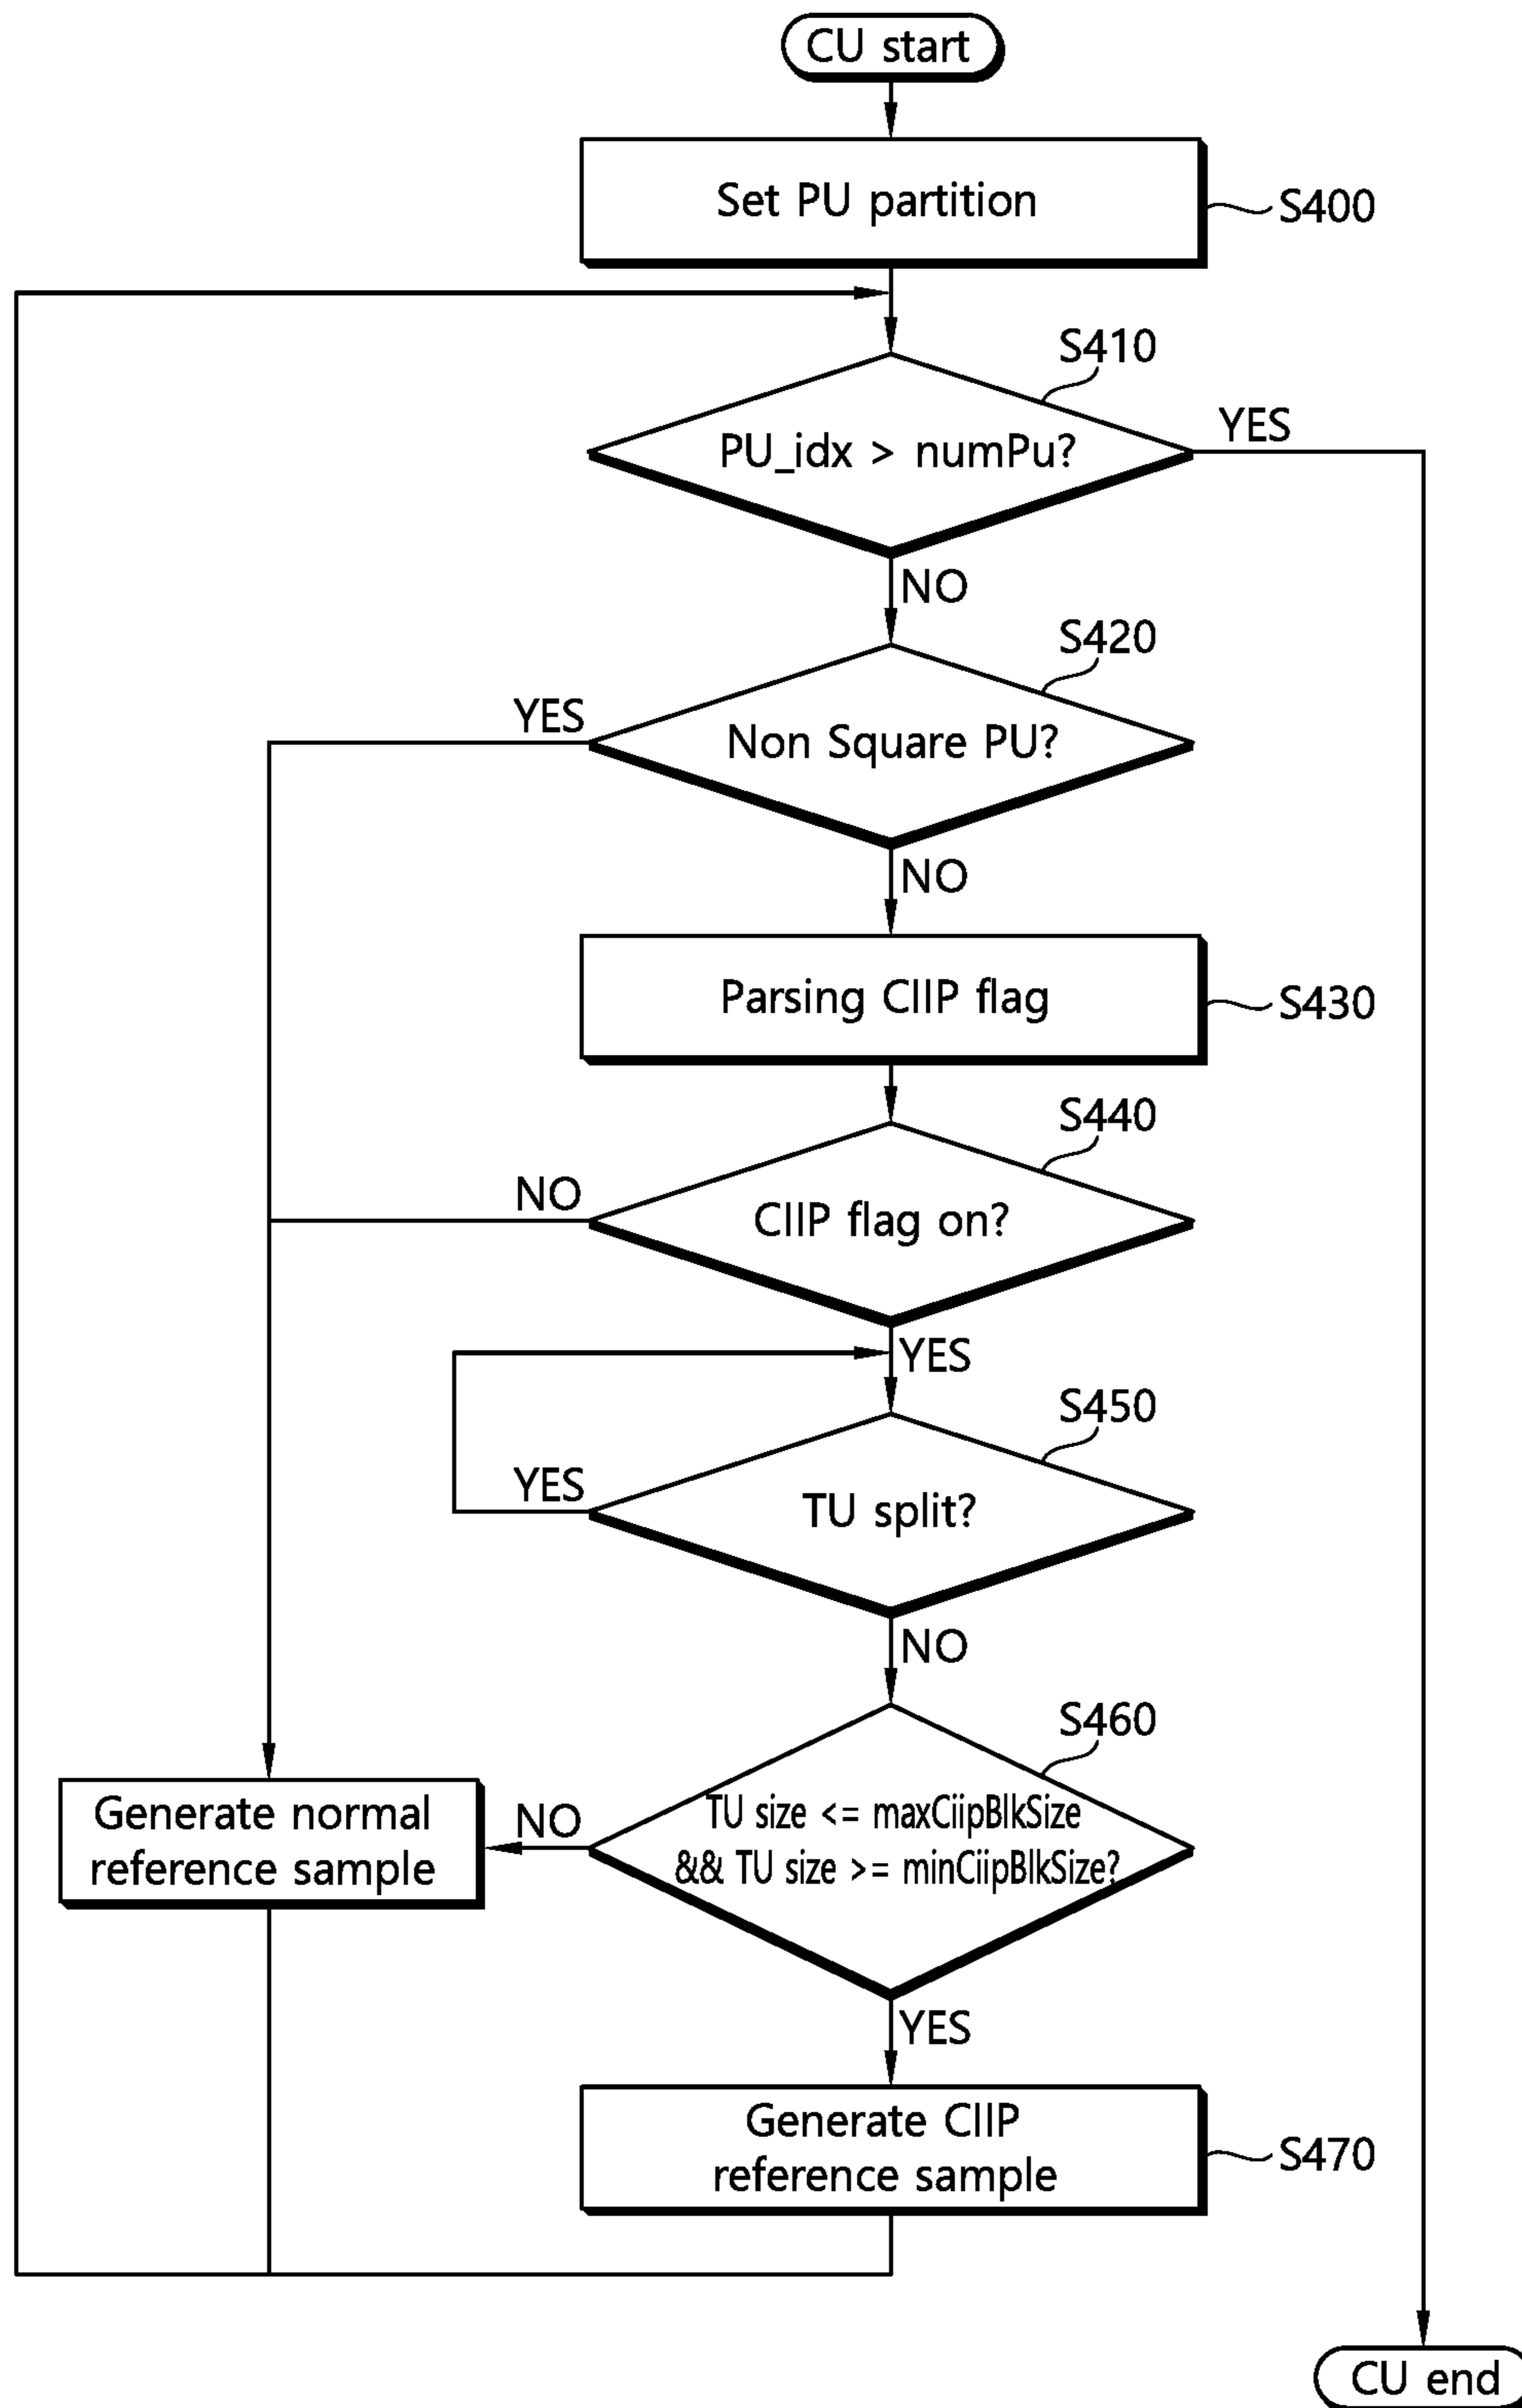 CU start
Set PU partition
S400
S410
PU_idx > numPu?
YES
NO
S420
YES
Non Square PU?
NO
Parsing CIIP flag
S430
S440
NO
CIIP flag on?
YES
S450
YES
TU split?
NO
S460
Generate normal
reference sample
NO
TU size <= maxCiipBlkSize
&& TU size >= minCiipBlkSize?
YES
Generate CIIP
reference sample
S470
CU end